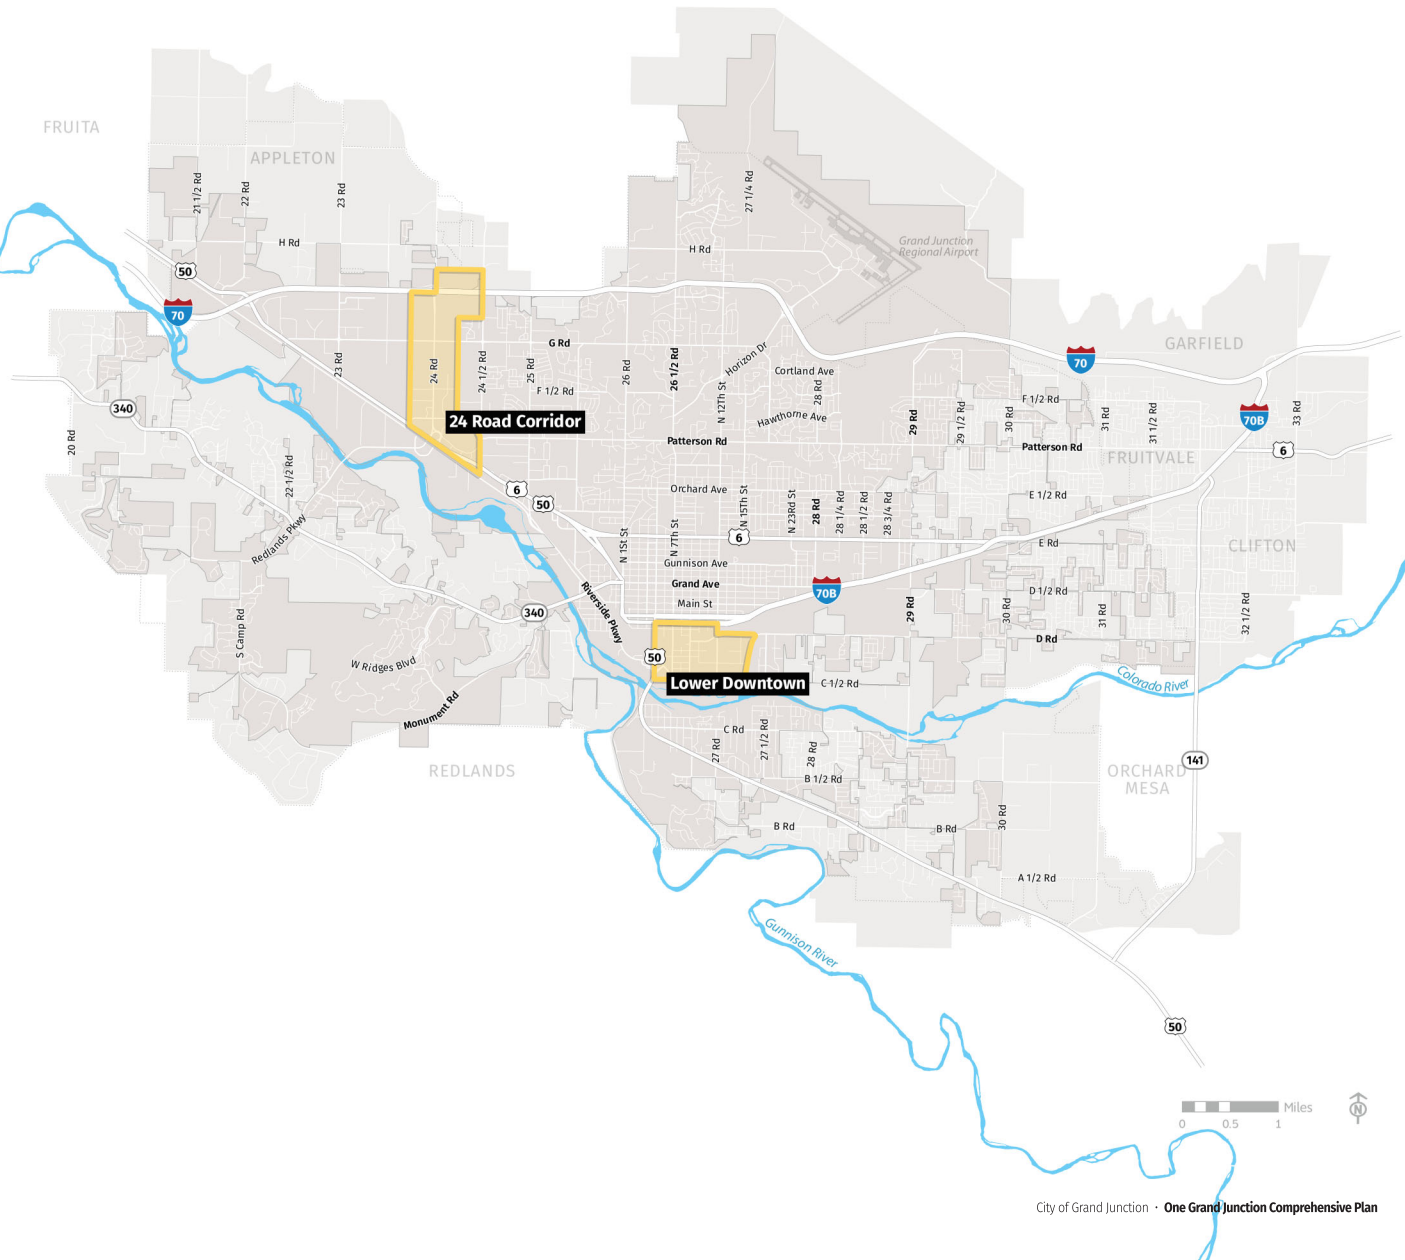 FRUITA
APPLETON
21 1/2 Rd
22 Rd
23 Rd
27 1/4 Rd
H Rd
H Rd
Grand Junction
Regional Airport
50
70
G Rd
23 Rd
24 Rd
24 1/2 Rd
25 Rd
F 1/2 Rd
26 Rd
26 1/2 Rd
Horizon Dr
N 12Th St
Cortland Ave
28 Rd
Hawthorne Ave
70
GARFIELD
340
20 Rd
24 Road Corridor
Patterson Rd
29 Rd
29 1/2 Rd
F 1/2 Rd
30 Rd
31 Rd
31 1/2 Rd
70B
33 Rd
Patterson Rd
FRUITVALE
6
22 1/2 Rd
Redlands Pkwy
6
50
Orchard Ave
N 1St St
N 7Th St
N 15Th St
N 23Rd St
28 Rd
28 1/4 Rd
28 1/2 Rd
28 3/4 Rd
E 1/2 Rd
6
E Rd
CLIFTON
Gunnison Ave
Grand Ave
Main St
70B
Riverside Pkwy
340
29 Rd
30 Rd
D 1/2 Rd
31 Rd
32 1/2 Rd
D Rd
S Camp Rd
W Ridges Blvd
Monument Rd
50
Lower Downtown
C 1/2 Rd
Colorado River
C Rd
27 Rd
27 1/2 Rd
28 Rd
B 1/2 Rd
REDLANDS
141
ORCHARD
MESA
B Rd
B Rd
30 Rd
A 1/2 Rd
Gunnison River
50
Miles
0 0.5 1
N
City of Grand Junction · One Grand Junction Comprehensive Plan